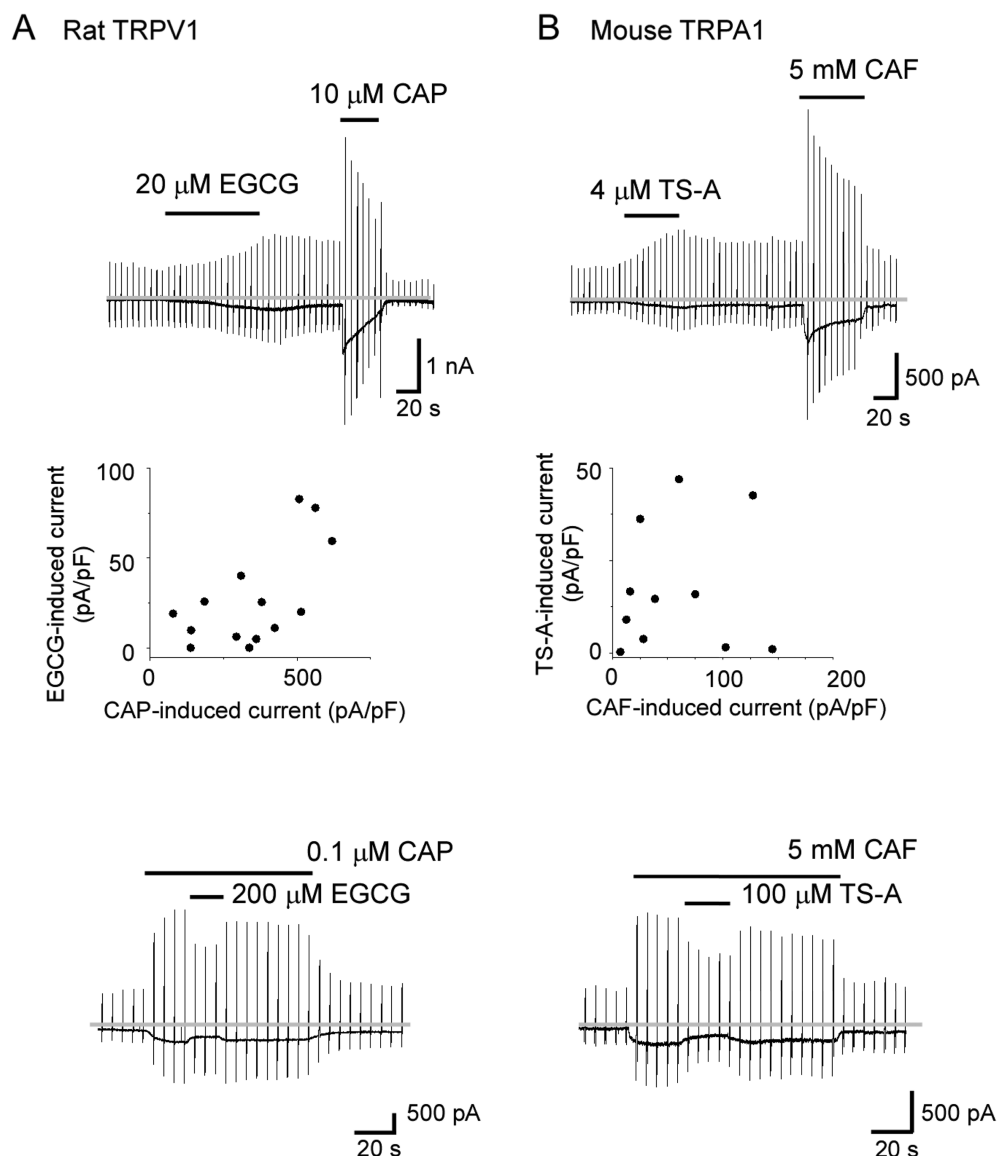 A Rat TRPV1
10 μM CAP
20 μM EGCG
1 nA
20 s
100
50
0
0
500
EGCG-induced current
(pA/pF)
CAP-induced current (pA/pF)
0.1 μM CAP
200 μM EGCG
500 pA
20 s
B Mouse TRPA1
5 mM CAF
4 μM TS-A
500 pA
20 s
50
0
0
100
200
TS-A-induced current
(pA/pF)
CAF-induced current (pA/pF)
5 mM CAF
100 μM TS-A
500 pA
20 s